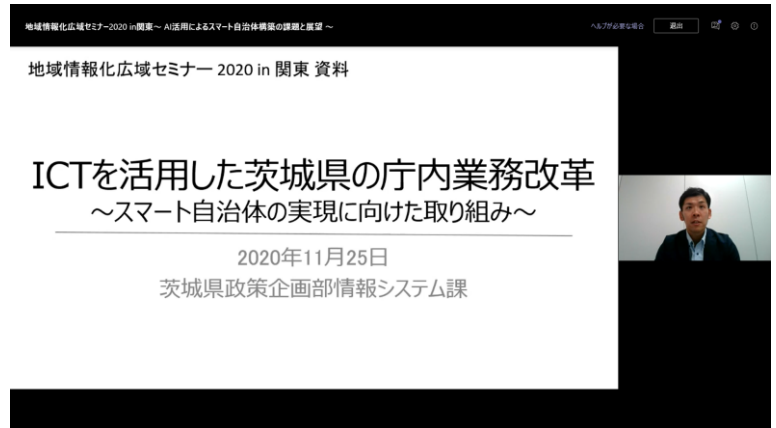 地域情報化広域セミナー2020 in関東～ AI活用によるスマート自治体構築の課題と展望 ～
ヘルプが必要な場合
退出
地域情報化広域セミナー 2020 in 関東 資料
ICTを活用した茨城県の庁内業務改革
～スマート自治体の実現に向けた取り組み～
2020年11月25日
茨城県政策企画部情報システム課